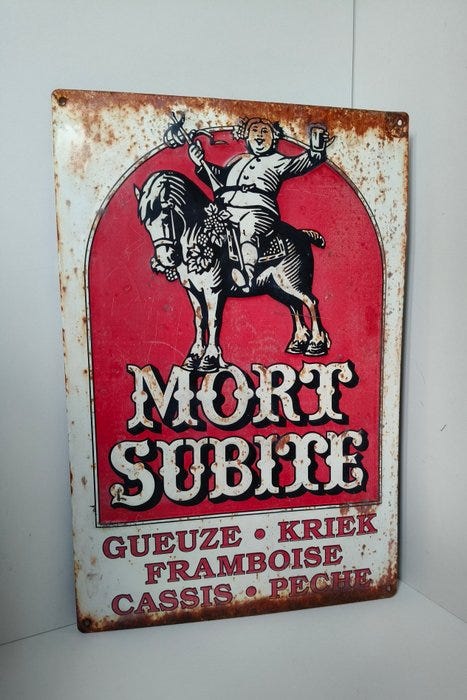 MORT
SUBITE
GUEUZE • KRIEK
FRAMBOISE
CASSIS • PECHE